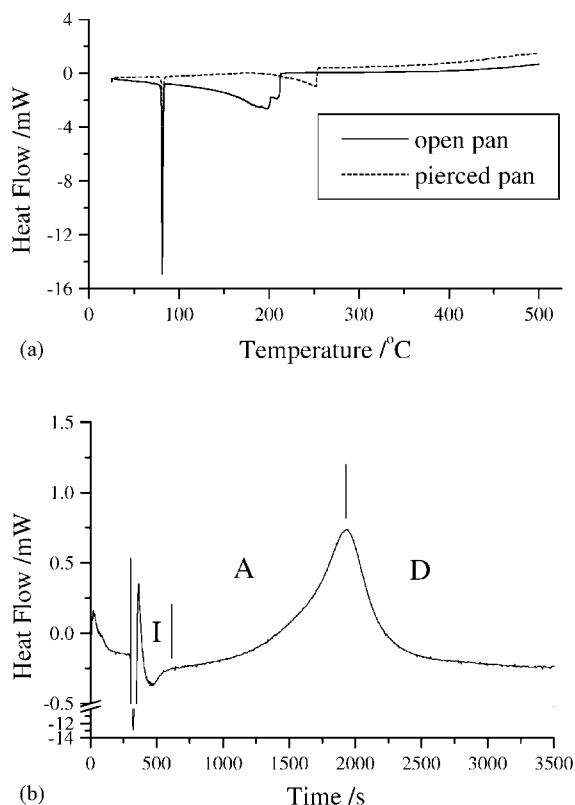 4
0
-4
-8
-12
-16
Heat Flow /mW
open pan
pierced pan
0 100 200 300 400 500
(a)
Temperature /°C
1.5
1.0
0.5
0.0
-0.5
-12
-14
Heat Flow /mW
I
A
D
0 500 1000 1500 2000 2500 3000 3500
(b)
Time /s